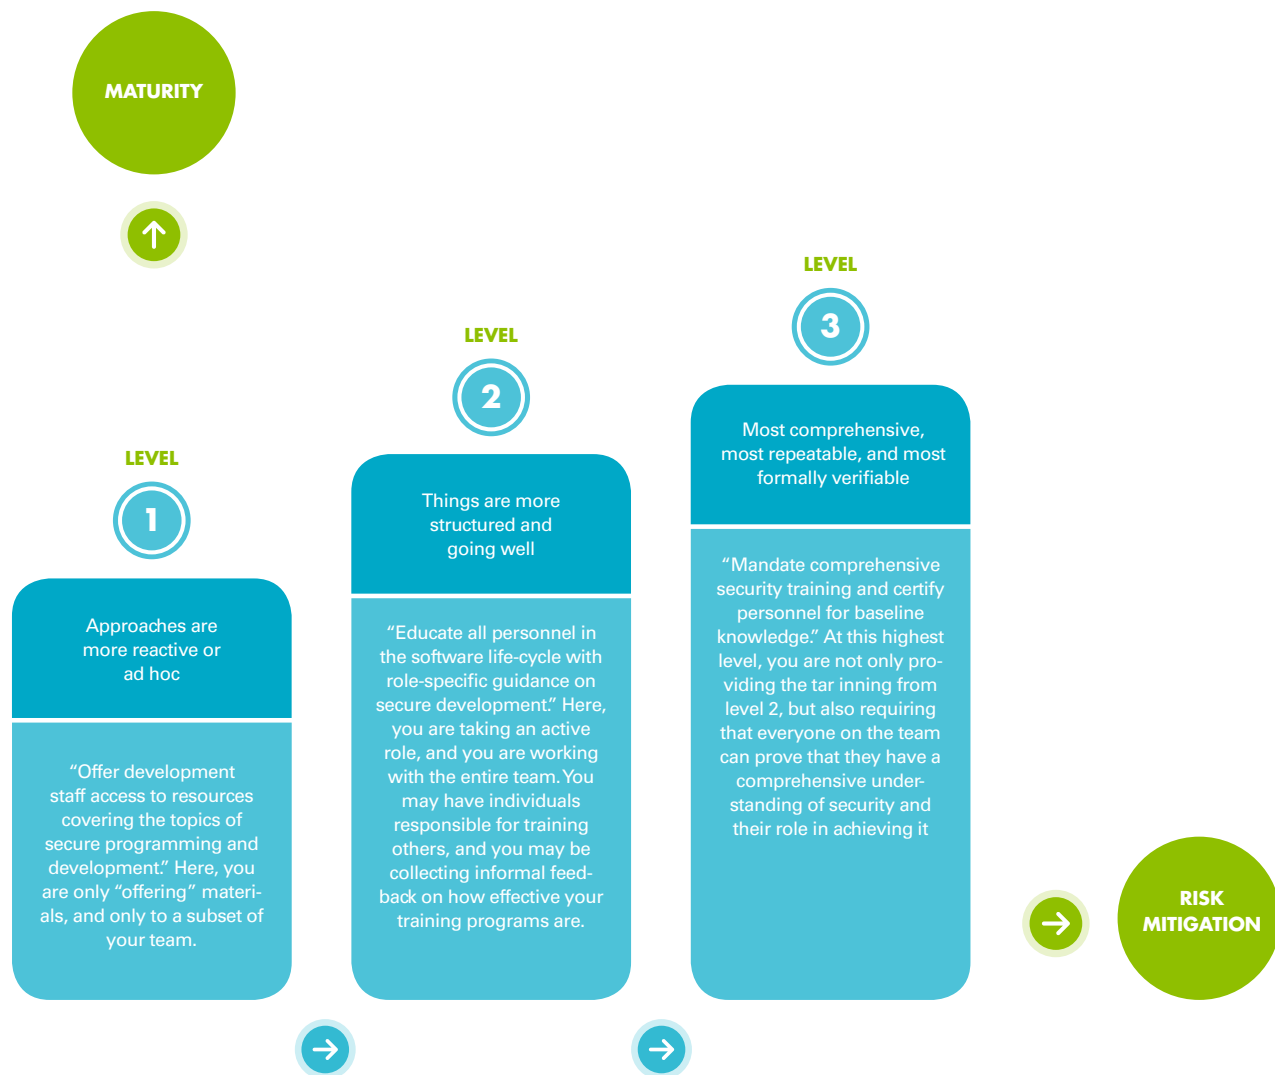 MATURITY
LEVEL
1
Approaches are
more reactive or
ad hoc
“Offer development
staff access to resources
covering the topics of
secure programming and
development.” Here, you
are only “offering” materi-
als, and only to a subset of
your team.
LEVEL
2
Things are more
structured and
going well
“Educate all personnel in
the software life-cycle with
role-specific guidance on
secure development.” Here,
you are taking an active
role, and you are working
with the entire team. You
may have individuals
responsible for training
others, and you may be
collecting informal feed-
back on how effective your
training programs are.
LEVEL
3
Most comprehensive,
most repeatable, and most
formally verifiable
“Mandate comprehensive
security training and certify
personnel for baseline
knowledge.” At this highest
level, you are not only pro-
viding the tar inning from
level 2, but also requiring
that everyone on the team
can prove that they have a
comprehensive under-
standing of security and
their role in achieving it
RISK
MITIGATION